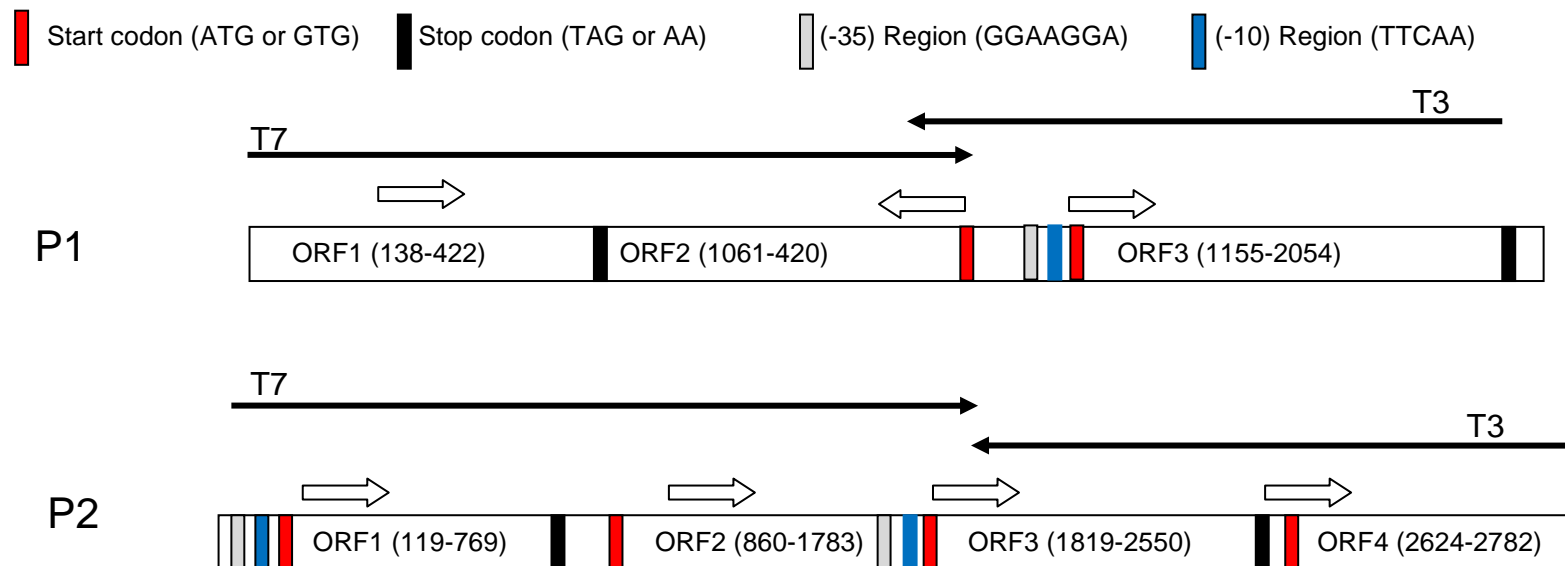 Start codon (ATG or GTG) Stop codon (TAG or AA) (-35) Region (GGAAGGA) (-10) Region (TTCAA)
T3
T7
P1
ORF1 (138-422) ORF2 (1061-420) ORF3 (1155-2054)
T7
T3
P2
ORF1 (119-769) ORF2 (860-1783) ORF3 (1819-2550) ORF4 (2624-2782)